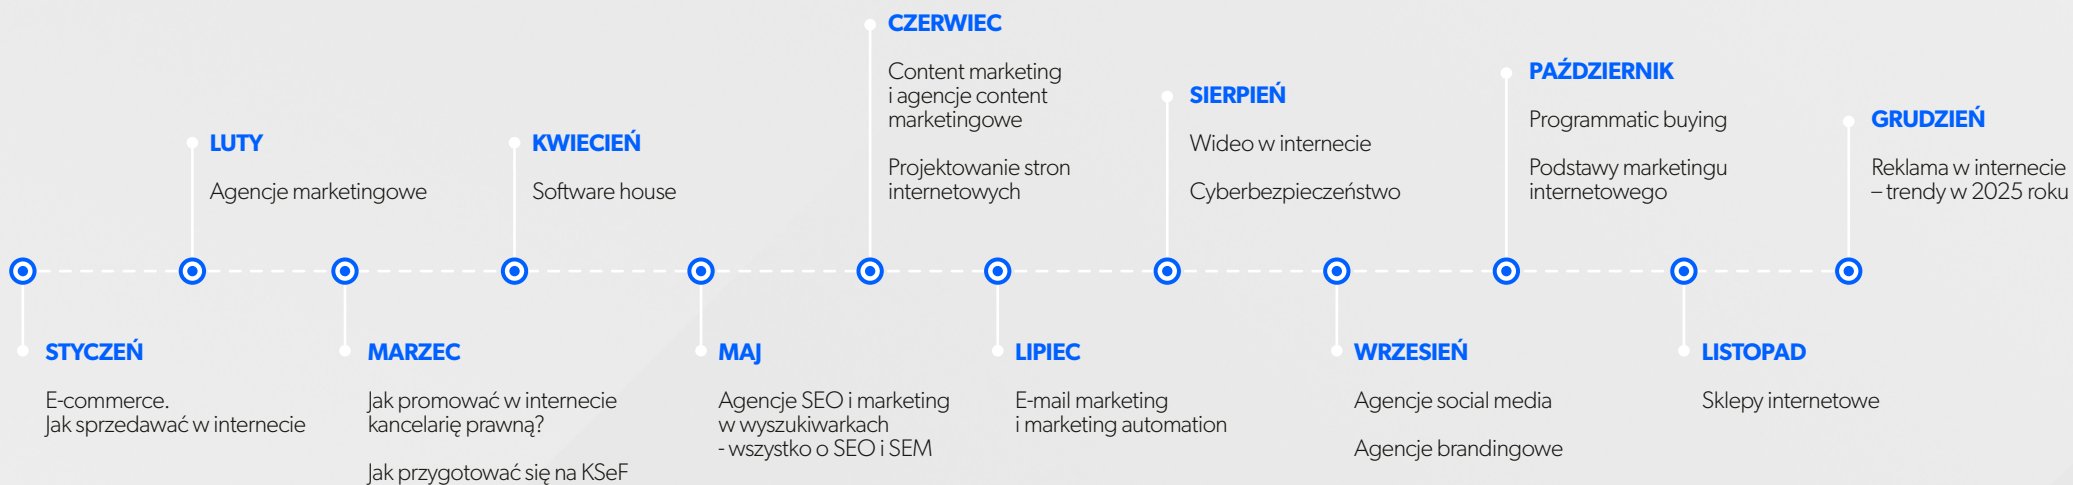 STYCZEŃ
E-commerce.
Jak sprzedawać w internecie
LUTY
Agencje marketingowe
MARZEC
Jak promować w internecie
kancelarię prawną?
Jak przygotować się na KSeF
KWIECIEŃ
Software house
MAJ
Agencje SEO i marketing
w wyszukiwarkach
- wszystko o SEO i SEM
CZERWIEC
Content marketing
i agencje content
marketingowe
Projektowanie stron
internetowych
LIPIEC
E-mail marketing
i marketing automation
SIERPIEŃ
Wideo w internecie
Cyberbezpieczeństwo
WRZESIEŃ
Agencje social media
Agencje brandingowe
PAŹDZIERNIK
Programmatic buying
Podstawy marketingu
internetowego
LISTOPAD
Sklepy internetowe
GRUDZIEŃ
Reklama w internecie
– trendy w 2025 roku